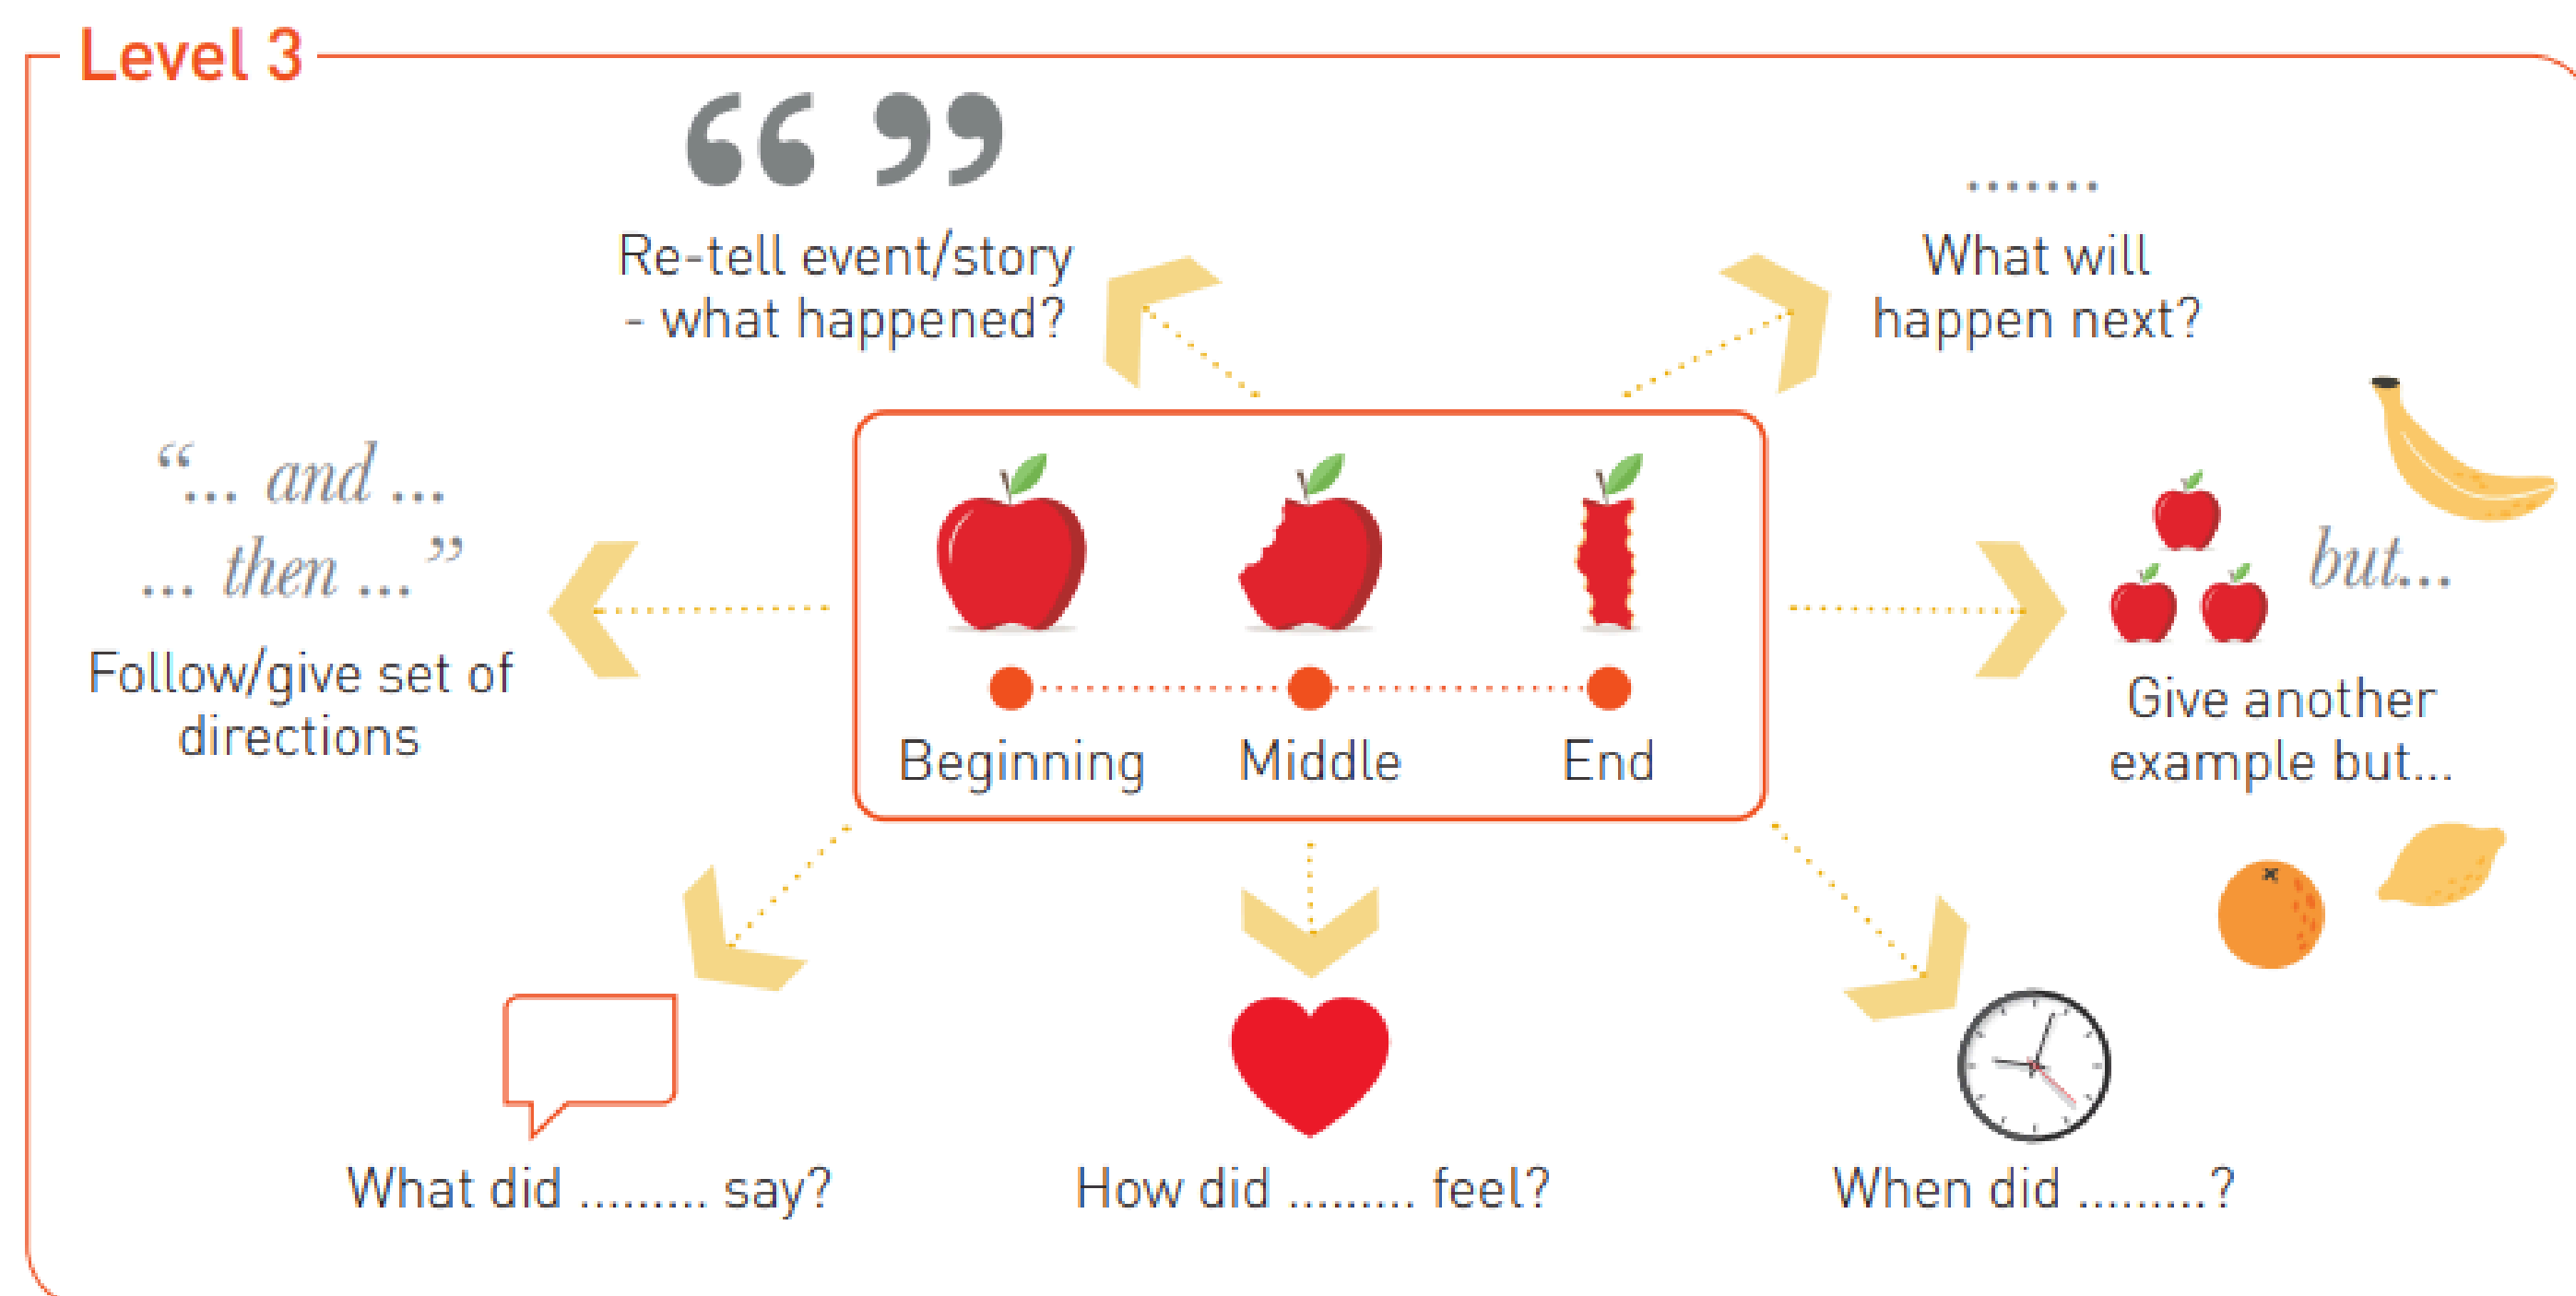 Level 3
“ ”
Re-tell event/story
- what happened?
.......
What will
happen next?
“... and ...
... then ...”
Follow/give set of
directions
Beginning
Middle
End
but...
Give another
example but...
What did ......... say?
How did ......... feel?
When did .........?